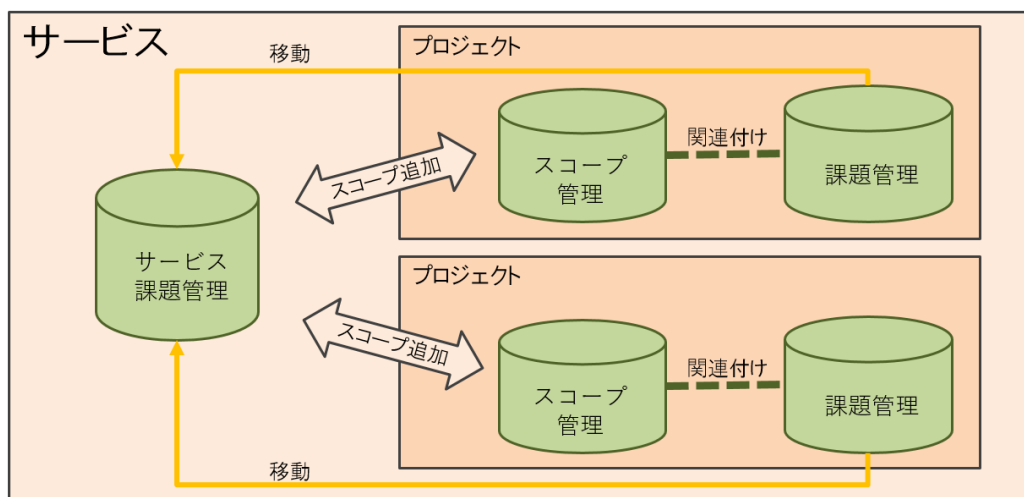 サービス
移動
プロジェクト
スコープ追加
スコープ
管理
関連付け
課題管理
サービス
課題管理
プロジェクト
スコープ追加
スコープ
管理
関連付け
課題管理
移動